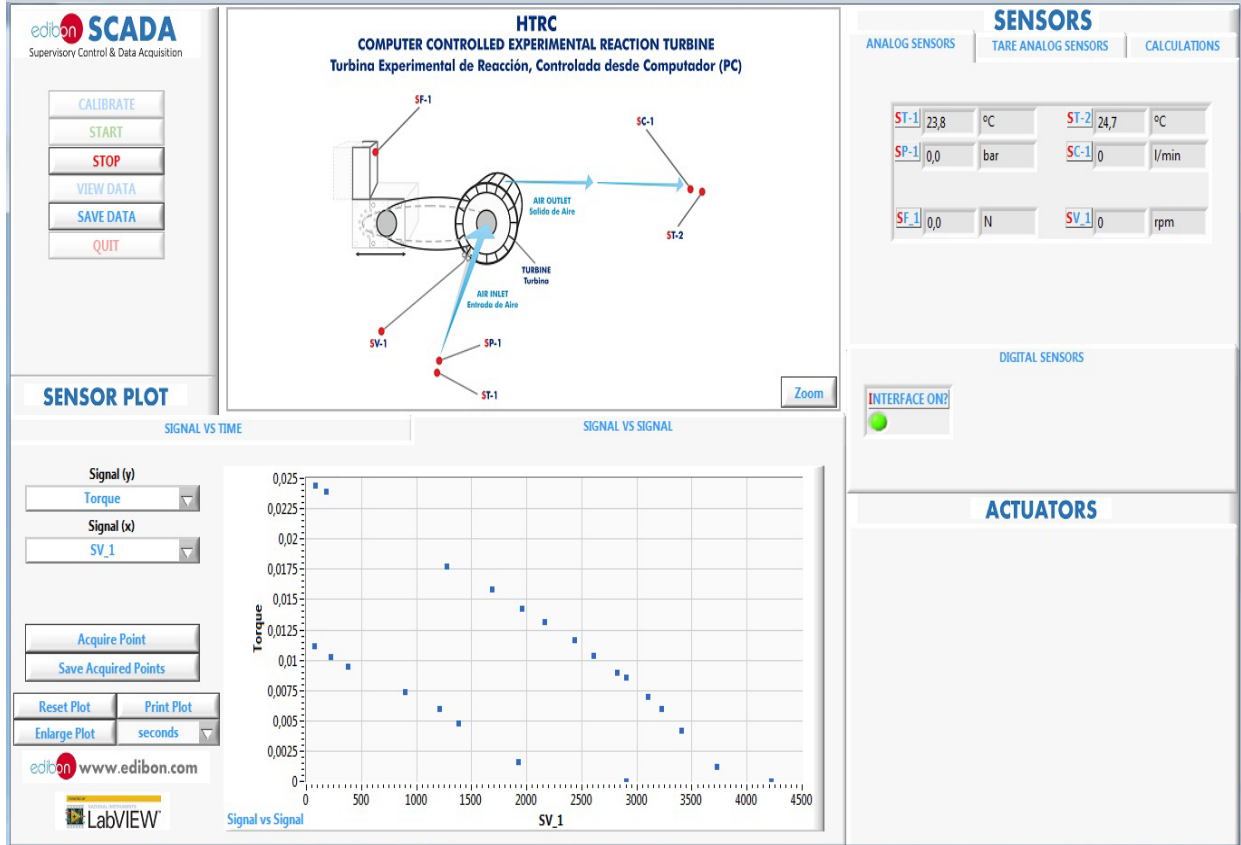 edibon SCADA
Supervisory Control & Data Acquisition
CALIBRATE
START
STOP
VIEW DATA
SAVE DATA
QUIT
HTRC
COMPUTER CONTROLLED EXPERIMENTAL REACTION TURBINE
Turbina Experimental de Reacción, Controlada desde Computador (PC)
SF-1
SC-1
AIR OUTLET
Salida de Aire
ST-2
TURBINE
Turbina
AIR INLET
Entrada de Aire
SV-1
SP-1
ST-1
Zoom
SENSORS
ANALOG SENSORS
TARE ANALOG SENSORS
CALCULATIONS
ST-1 23,8 ºC
ST-2 24,7 ºC
SP-1 0,0 bar
SC-1 0 l/min
SF_1 0,0 N
SV_1 0 rpm
DIGITAL SENSORS
INTERFACE ON?
ACTUATORS
SENSOR PLOT
SIGNAL VS TIME
SIGNAL VS SIGNAL
Signal (y)
Torque
Signal (x)
SV_1
Acquire Point
Save Acquired Points
Reset Plot
Print Plot
Enlarge Plot
seconds
edibon www.edibon.com
NATIONAL INSTRUMENTS
LabVIEW
0,025
0,0225
0,02
0,0175
0,015
0,0125
0,01
0,0075
0,005
0,0025
0
Torque
0 500 1000 1500 2000 2500 3000 3500 4000 4500
SV_1
Signal vs Signal